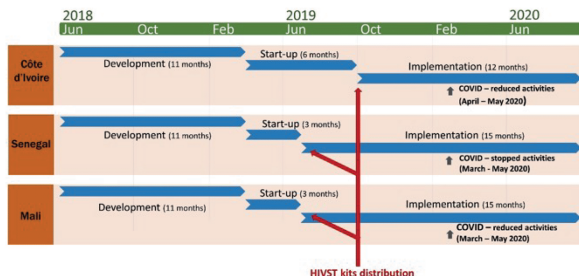 2018 2019 2020
Jun Oct Feb Jun Oct Feb Jun
Côte d'Ivoire
Development (11 months)
Start-up (6 months)
Implementation (12 months)
COVID – reduced activities
(April – May 2020)
Senegal
Development (11 months)
Start-up (3 months)
Implementation (15 months)
COVID – stopped activities
(March - May 2020)
Mali
Development (11 months)
Start-up (3 months)
Implementation (15 months)
COVID – reduced activities
(March – May 2020)
HIVST kits distribution